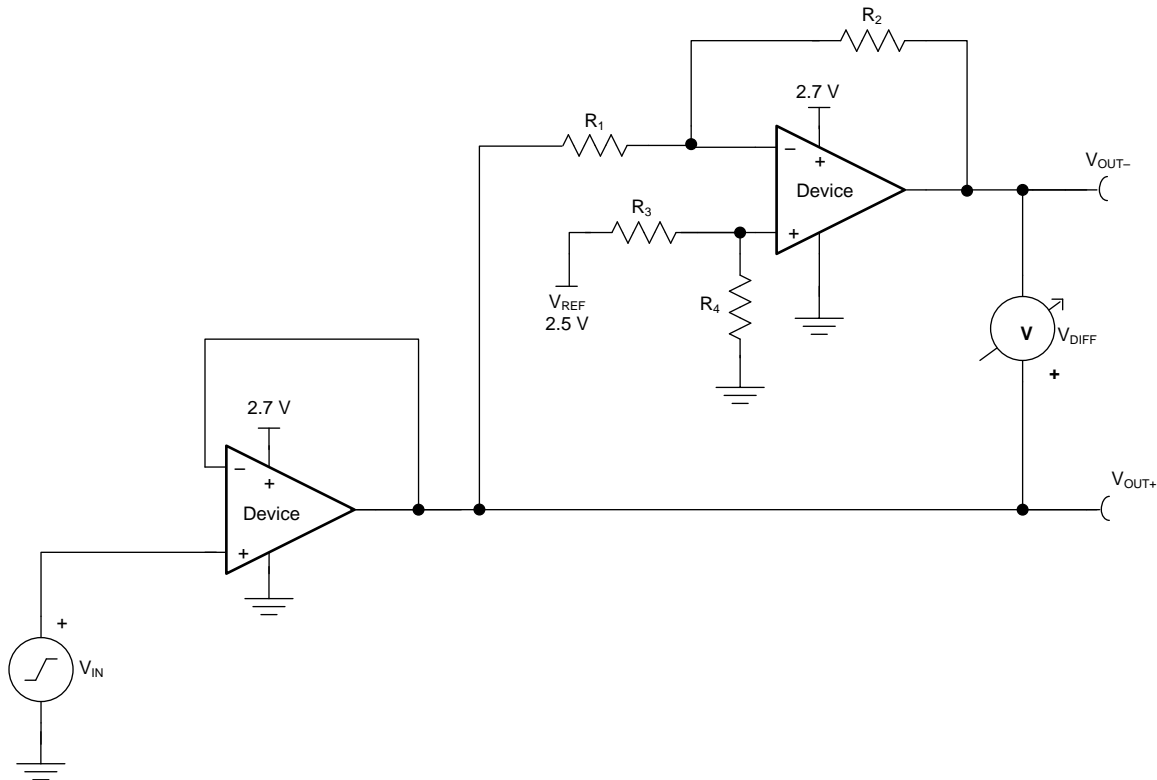 R2
2.7 V
R1
–
+
Device
VOUT–
R3
+
VREF
2.5 V
R4
V
VDIFF
+
2.7 V
–
+
Device
VOUT+
+
+
VIN